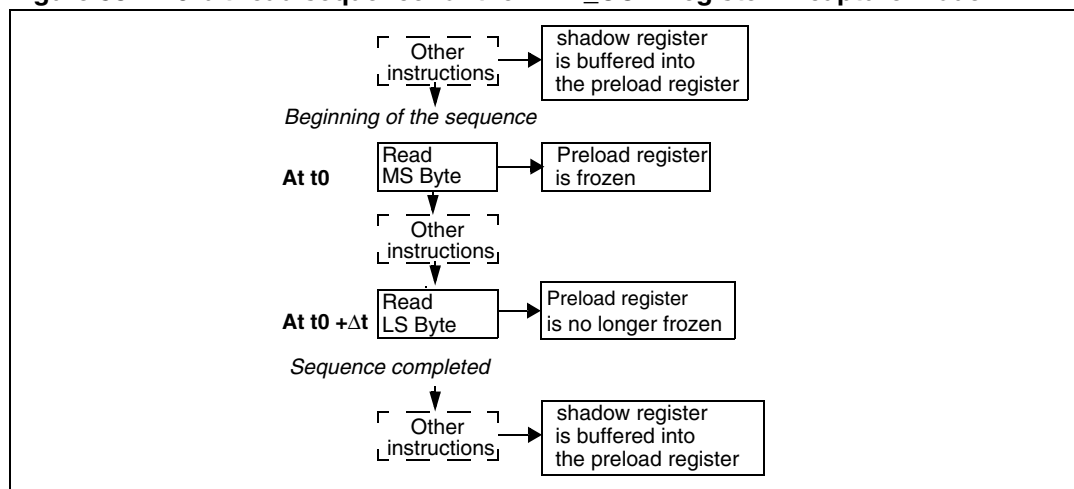 Other
instructions
shadow register
is buffered into
the preload register
Beginning of the sequence
At t0
Read
MS Byte
Preload register
is frozen
Other
instructions
At t0 +Δt
Read
LS Byte
Preload register
is no longer frozen
Sequence completed
Other
instructions
shadow register
is buffered into
the preload register